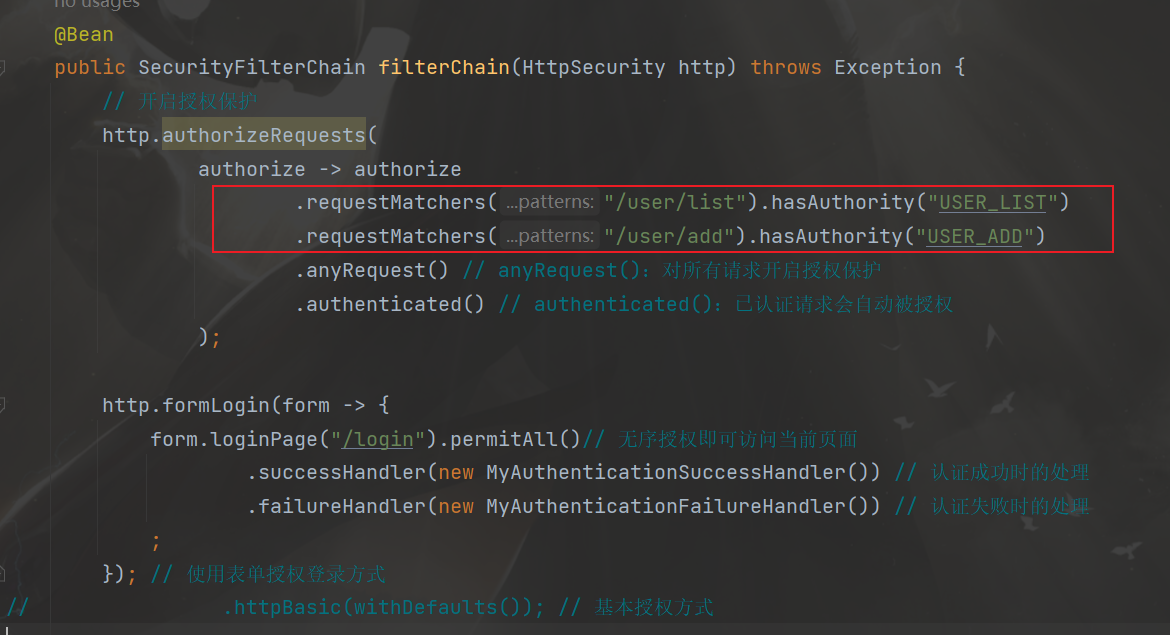 no usages
@Bean
public SecurityFilterChain filterChain(HttpSecurity http) throws Exception {
// 开启授权保护
http.authorizeRequests(
authorize -> authorize
.requestMatchers( ...patterns: "/user/list").hasAuthority("USER_LIST")
.requestMatchers( ...patterns: "/user/add").hasAuthority("USER_ADD")
.anyRequest() // anyRequest(): 对所有请求开启授权保护
.authenticated() // authenticated(): 已认证请求会自动被授权
);
http.formLogin(form -> {
form.loginPage("/login").permitAll()// 无序授权即可访问当前页面
.successHandler(new MyAuthenticationSuccessHandler()) // 认证成功时的处理
.failureHandler(new MyAuthenticationFailureHandler()) // 认证失败时的处理
;
}); // 使用表单授权登录方式
// .httpBasic(withDefaults()); // 基本授权方式